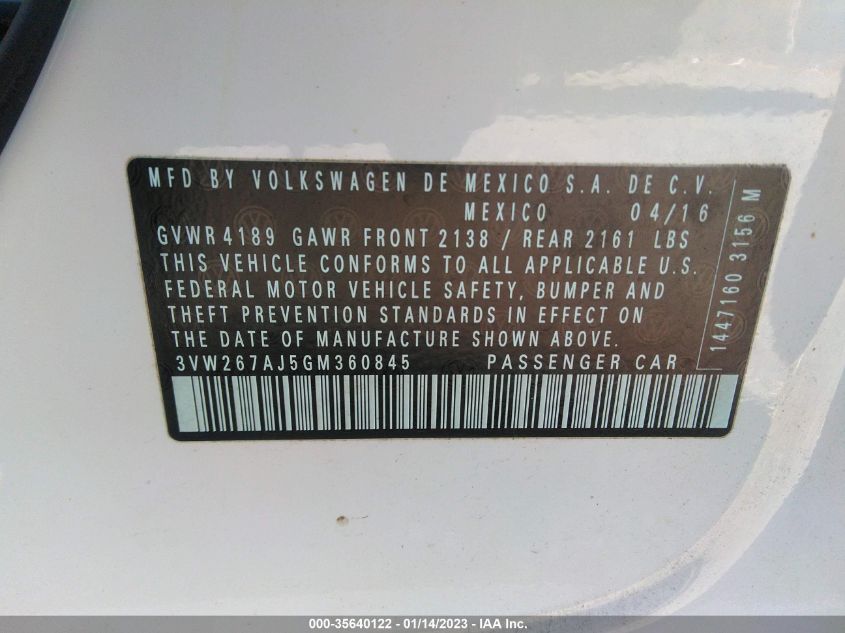 MFD BY VOLKSWAGEN DE MEXICO S.A. DE C.V.
MEXICO 04/16
GVWR 4189 GAWR FRONT 2138 / REAR 2161 LBS
THIS VEHICLE CONFORMS TO ALL APPLICABLE U.S.
FEDERAL MOTOR VEHICLE SAFETY, BUMPER AND
THEFT PREVENTION STANDARDS IN EFFECT ON
THE DATE OF MANUFACTURE SHOWN ABOVE.
3VW267AJ5GM360845 PASSENGER CAR
1447160 3156 M
000-35640122 - 01/14/2023 - IAA Inc.